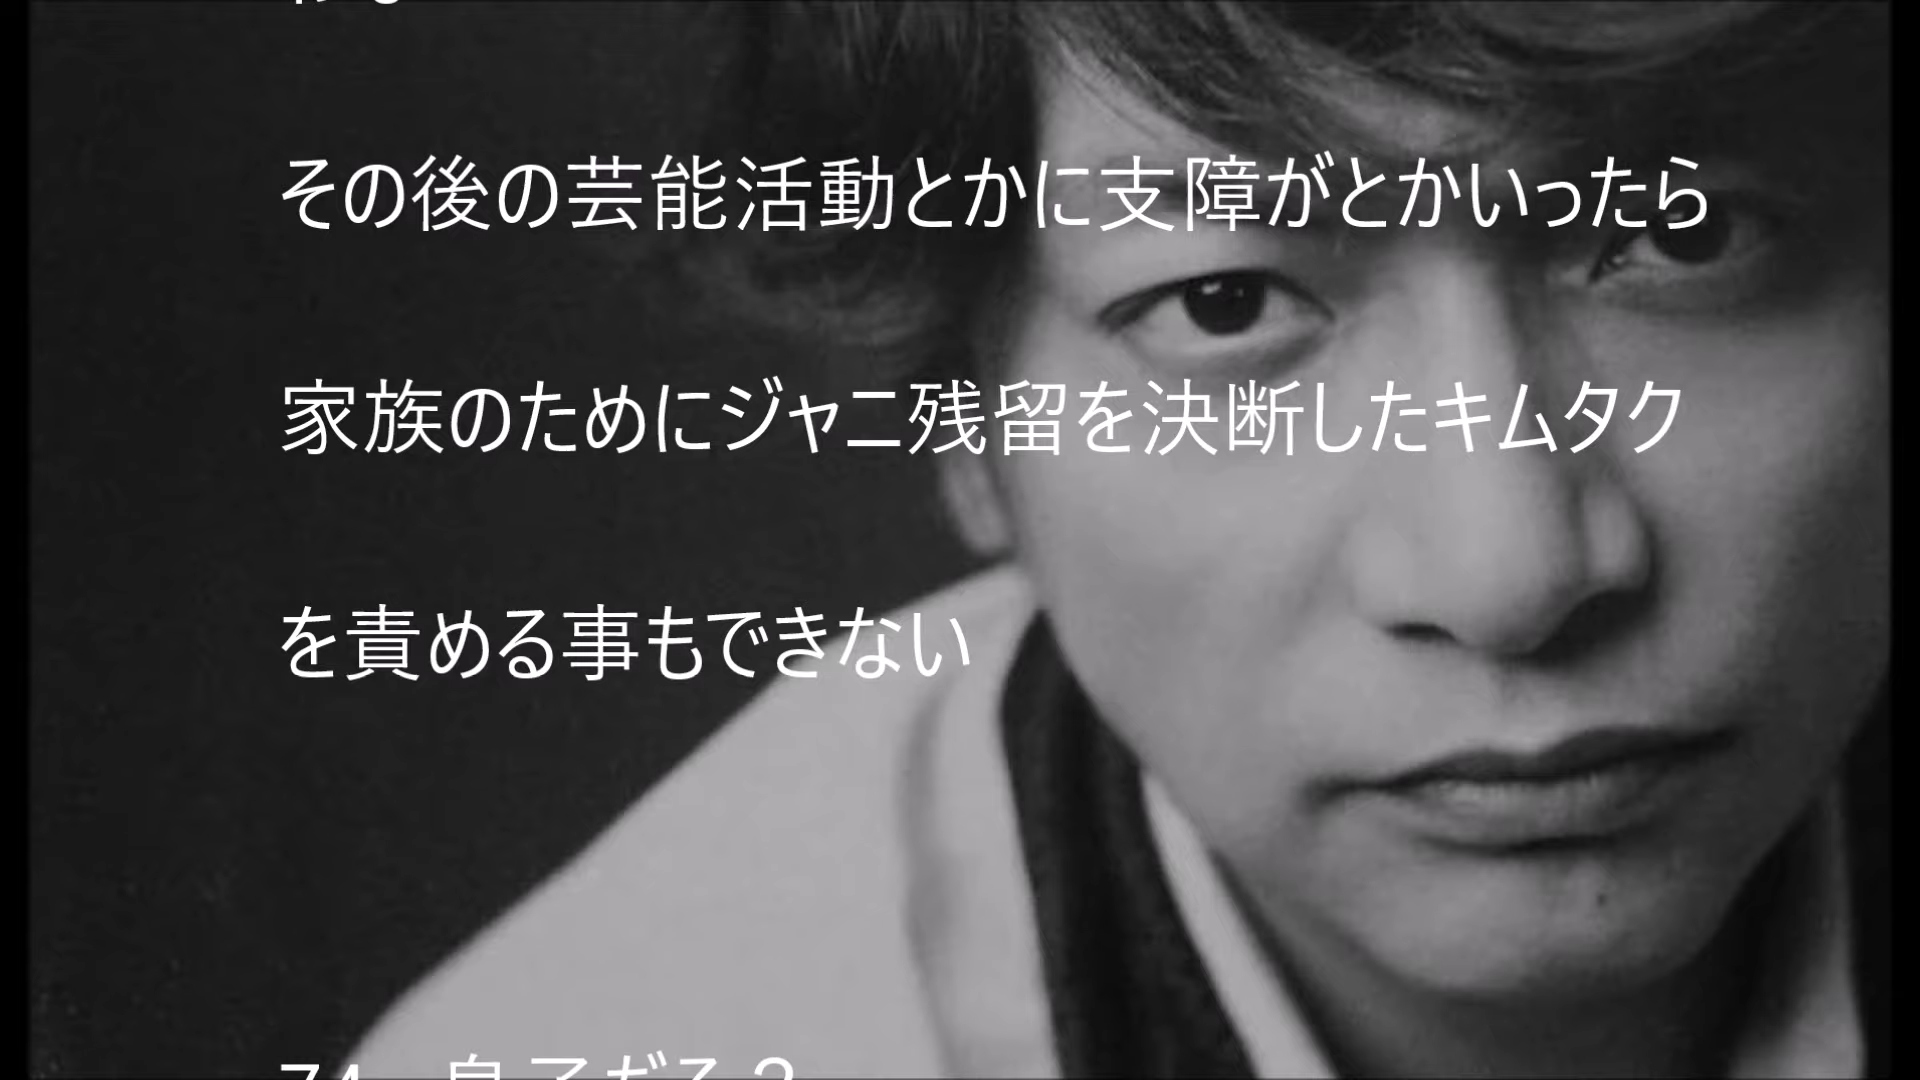 その後の芸能活動とかに支障がとかいったら
家族のためにジャニ残留を決断したキムタク
を責める事もできない